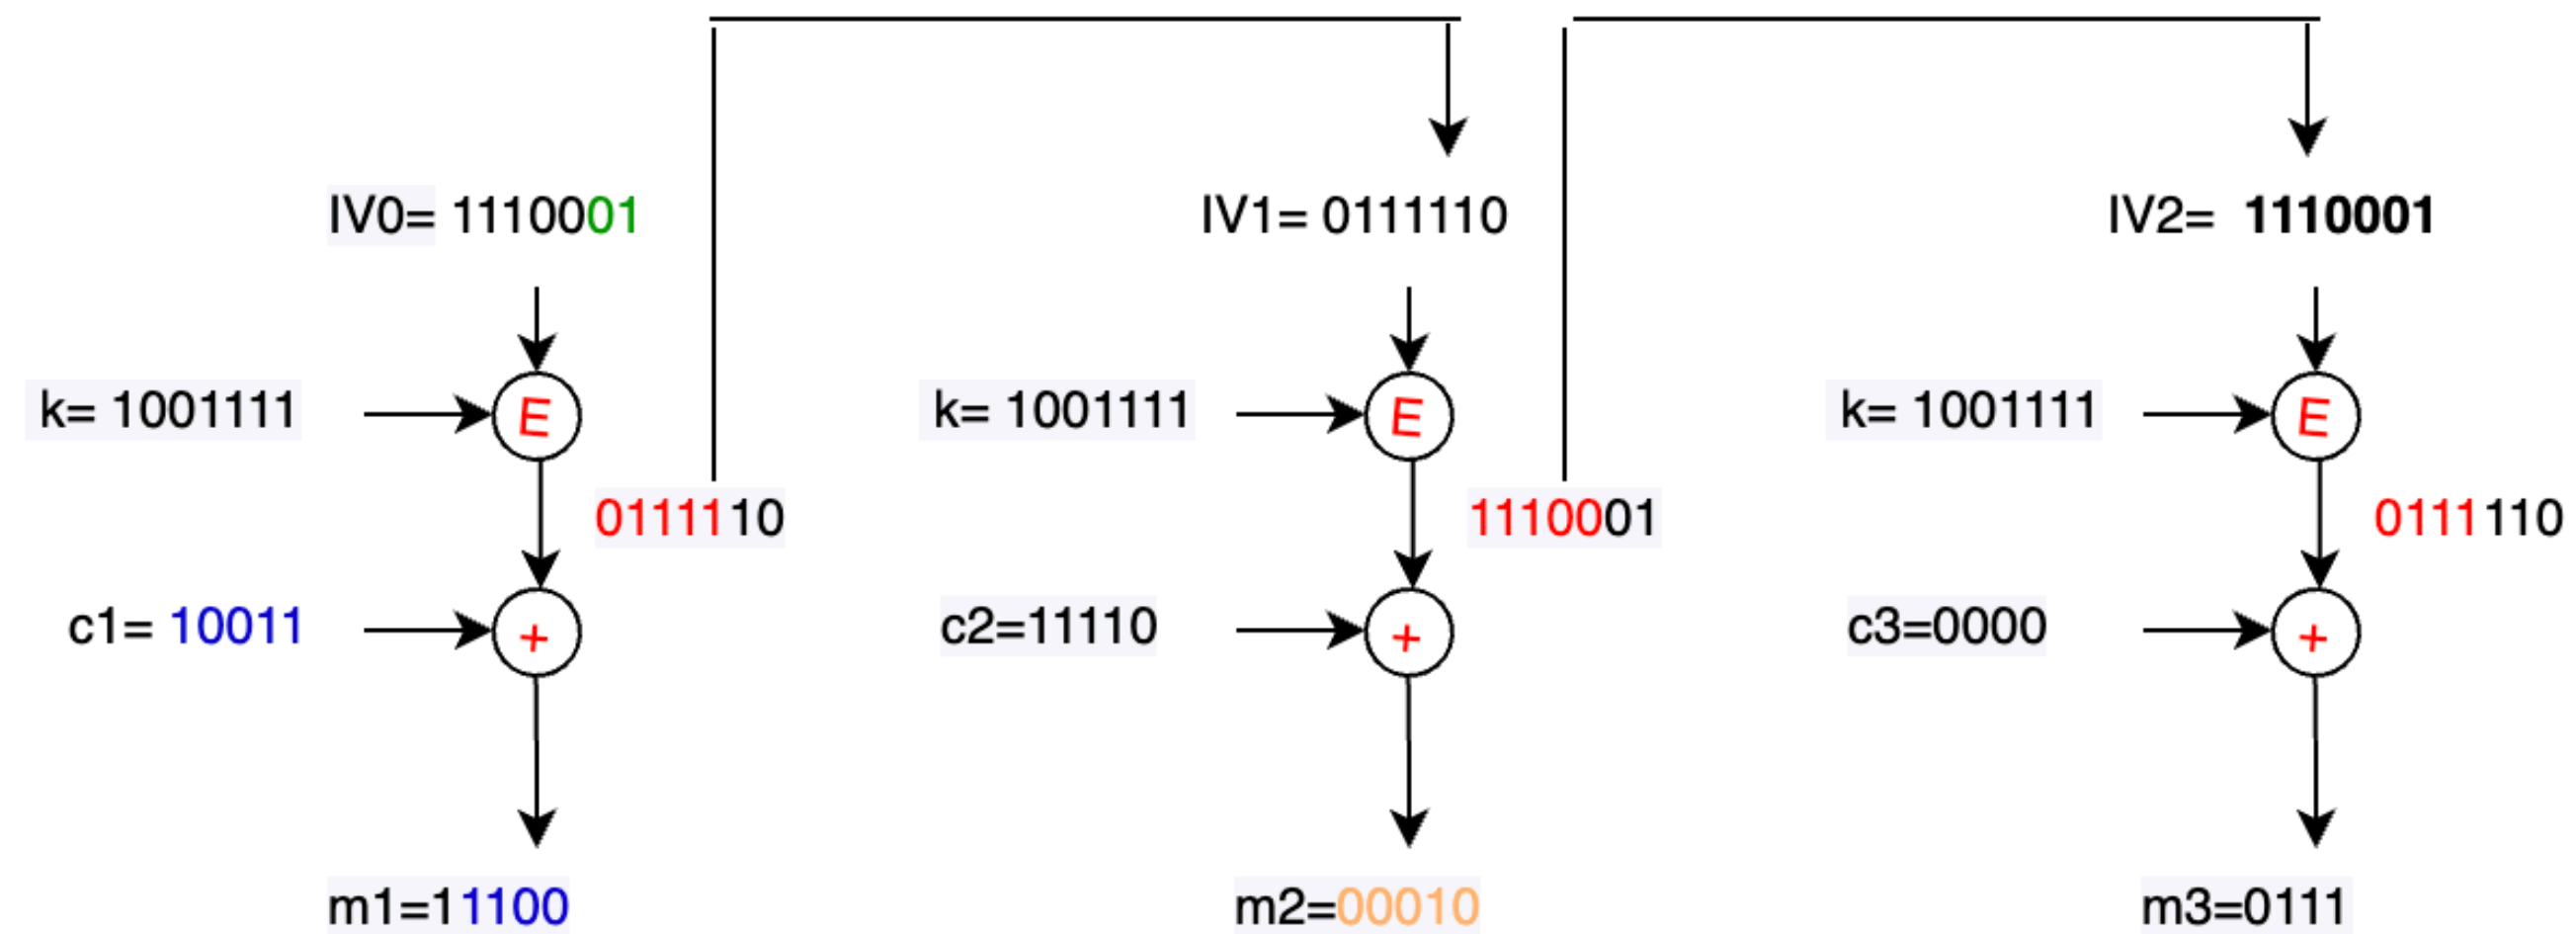 IV0= 1110001
IV1= 0111110
IV2= 1110001
k= 1001111
E
k= 1001111
E
k= 1001111
E
0111110
1110001
0111110
c1= 10011
+
c2=11110
+
c3=0000
+
m1=11100
m2=00010
m3=0111